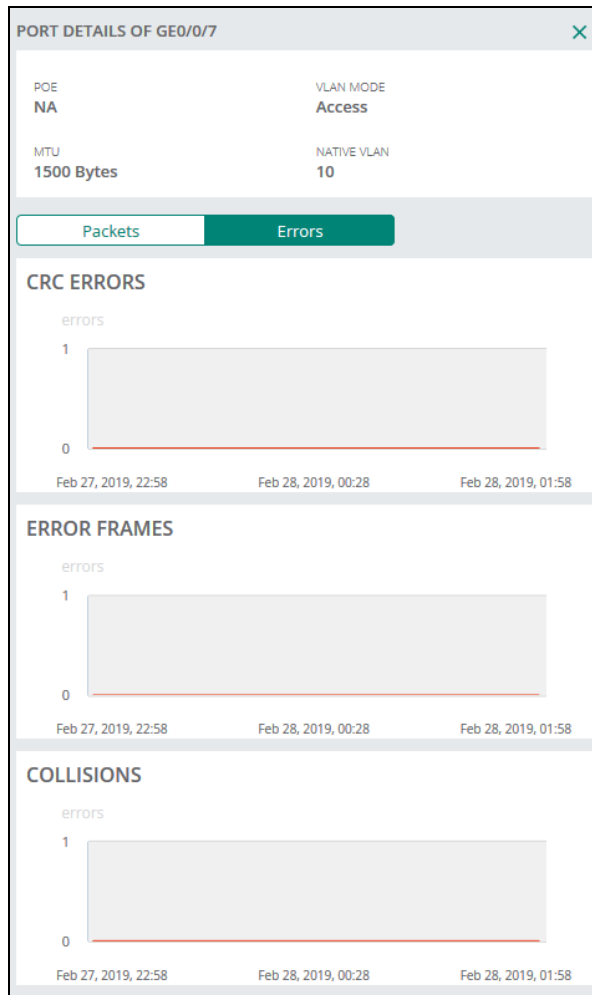 PORT DETAILS OF GE0/0/7
POE
VLAN MODE
NA
Access
MTU
NATIVE VLAN
1500 Bytes
10
Packets
Errors
CRC ERRORS
errors
1
0
Feb 27, 2019, 22:58
Feb 28, 2019, 00:28
Feb 28, 2019, 01:58
ERROR FRAMES
errors
1
0
Feb 27, 2019, 22:58
Feb 28, 2019, 00:28
Feb 28, 2019, 01:58
COLLISIONS
errors
1
0
Feb 27, 2019, 22:58
Feb 28, 2019, 00:28
Feb 28, 2019, 01:58